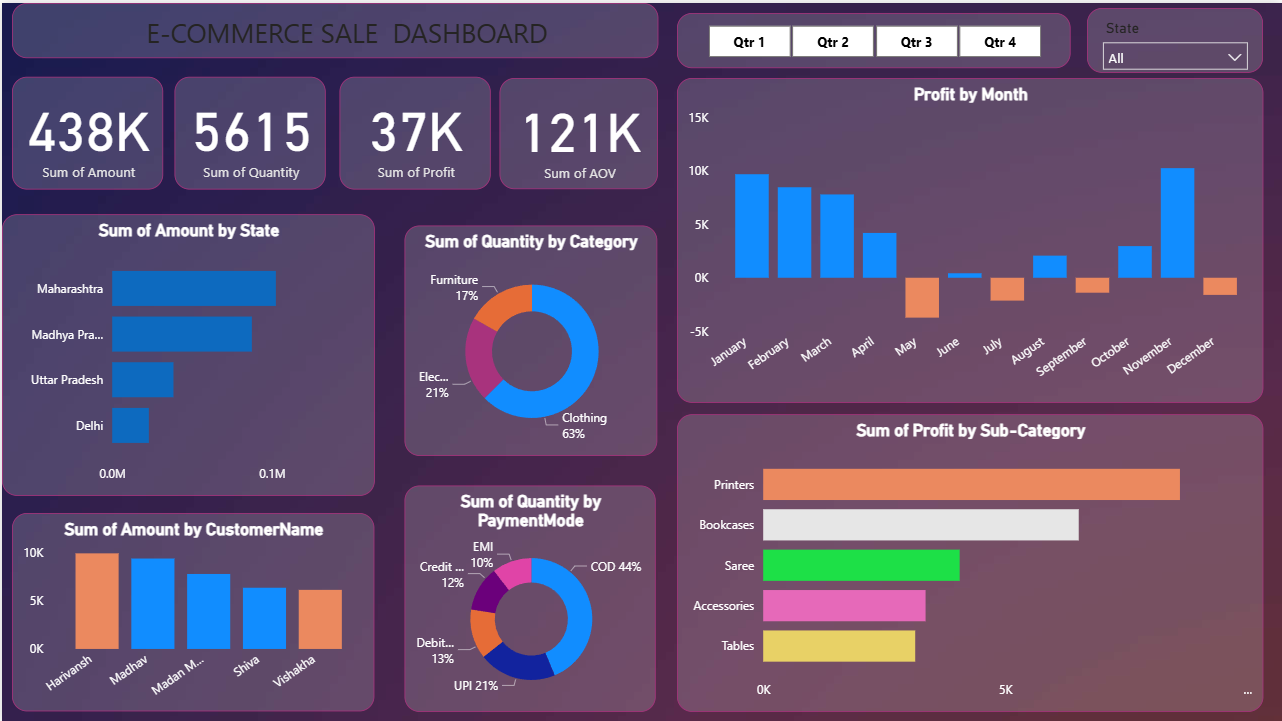 E-COMMERCE SALE DASHBOARD
Qtr 1
Qtr 2
Qtr 3
Qtr 4
State
All
438K
Sum of Amount
5615
Sum of Quantity
37K
Sum of Profit
121K
Sum of AOV
Profit by Month
15K
10K
5K
0K
-5K
January
February
March
April
May
June
July
August
September
October
November
December
Sum of Amount by State
Maharashtra
Madhya Pra...
Uttar Pradesh
Delhi
0.0M
0.1M
Sum of Quantity by Category
Furniture
17%
Elec...
21%
Clothing
63%
Sum of Profit by Sub-Category
Printers
Bookcases
Saree
Accessories
Tables
0K
5K
...
Sum of Amount by CustomerName
10K
5K
0K
Harivansh
Madhav
Madan M...
Shiva
Vishakha
Sum of Quantity by
PaymentMode
EMI
10%
Credit ...
12%
Debit...
13%
UPI 21%
COD 44%